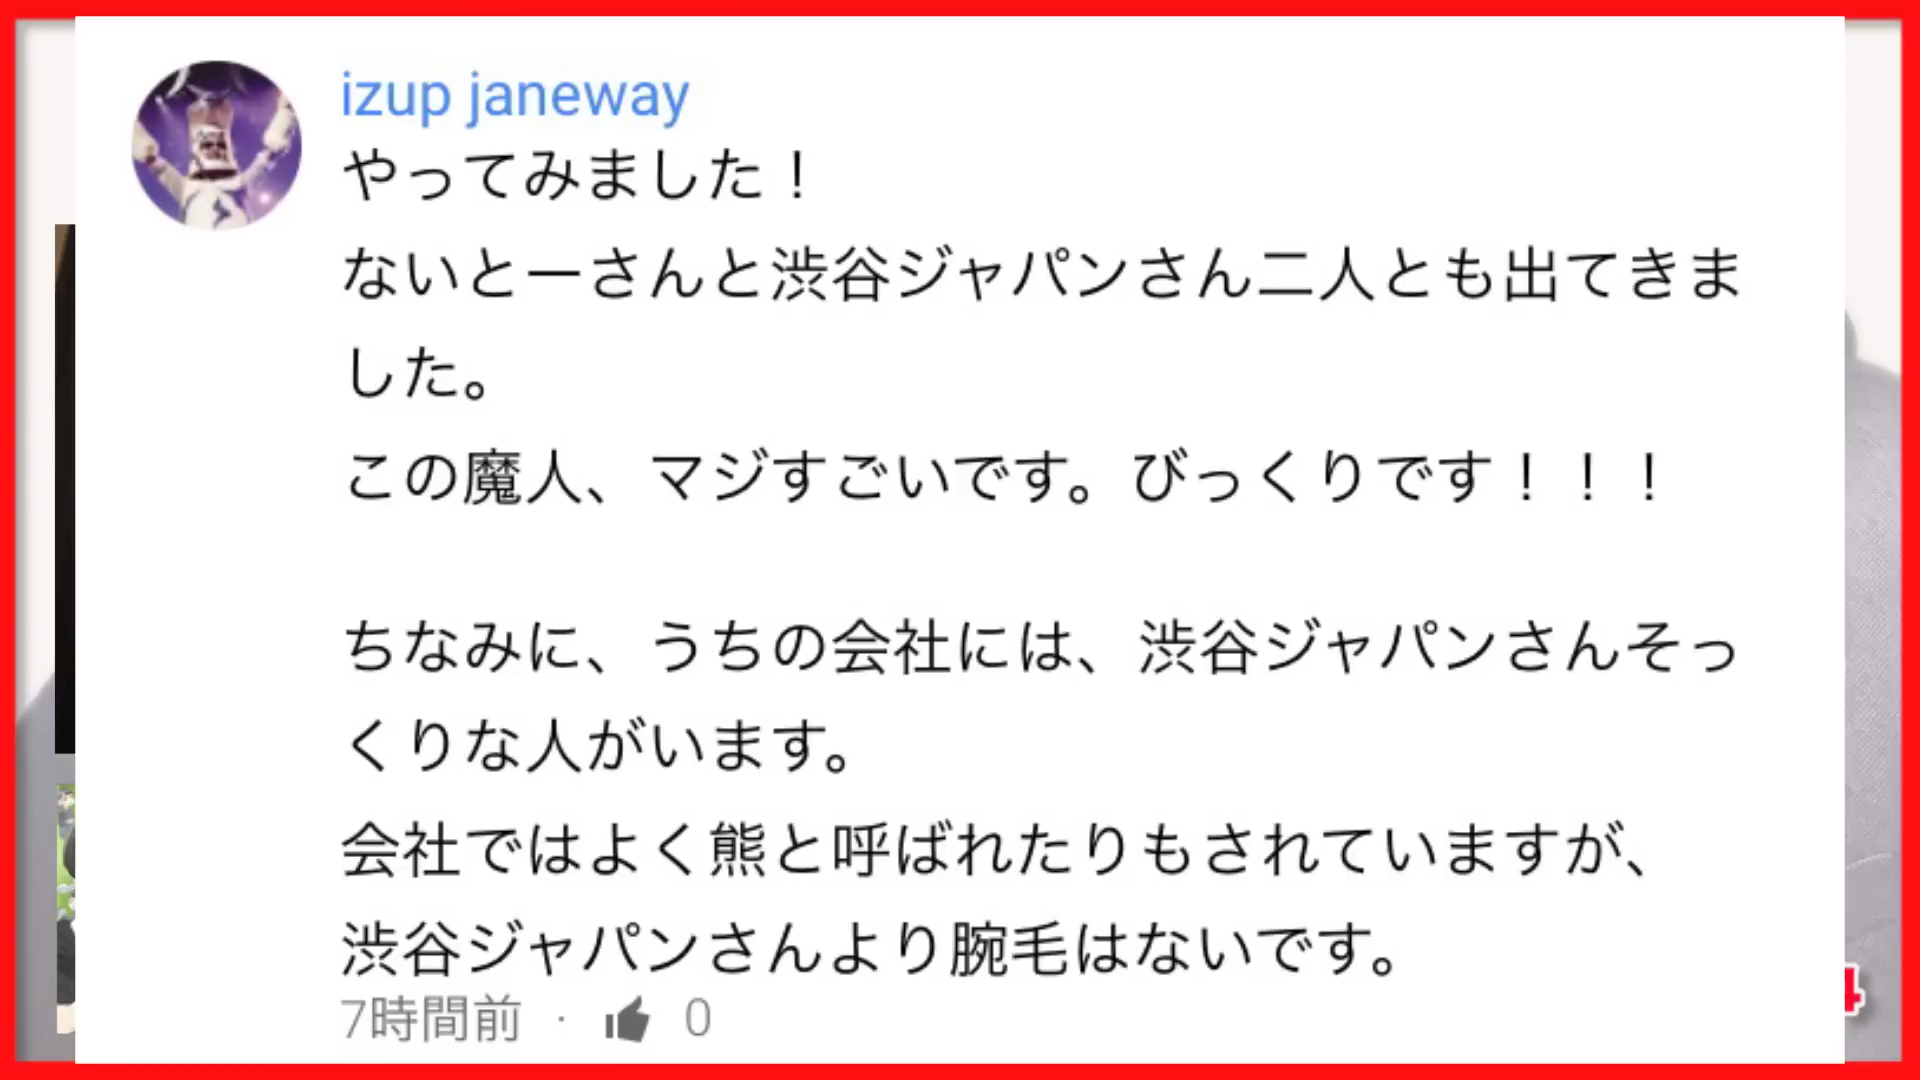 izup janeway
やってみました！
ないとーさんと渋谷ジャパンさん二人とも出てきま
した。
この魔人、マジすごいです。びっくりです！！！
ちなみに、うちの会社には、渋谷ジャパンさんそっ
くりな人がいます。
会社ではよく熊と呼ばれたりもされていますが、
渋谷ジャパンさんより腕毛はないです。
7時間前 · 0
4